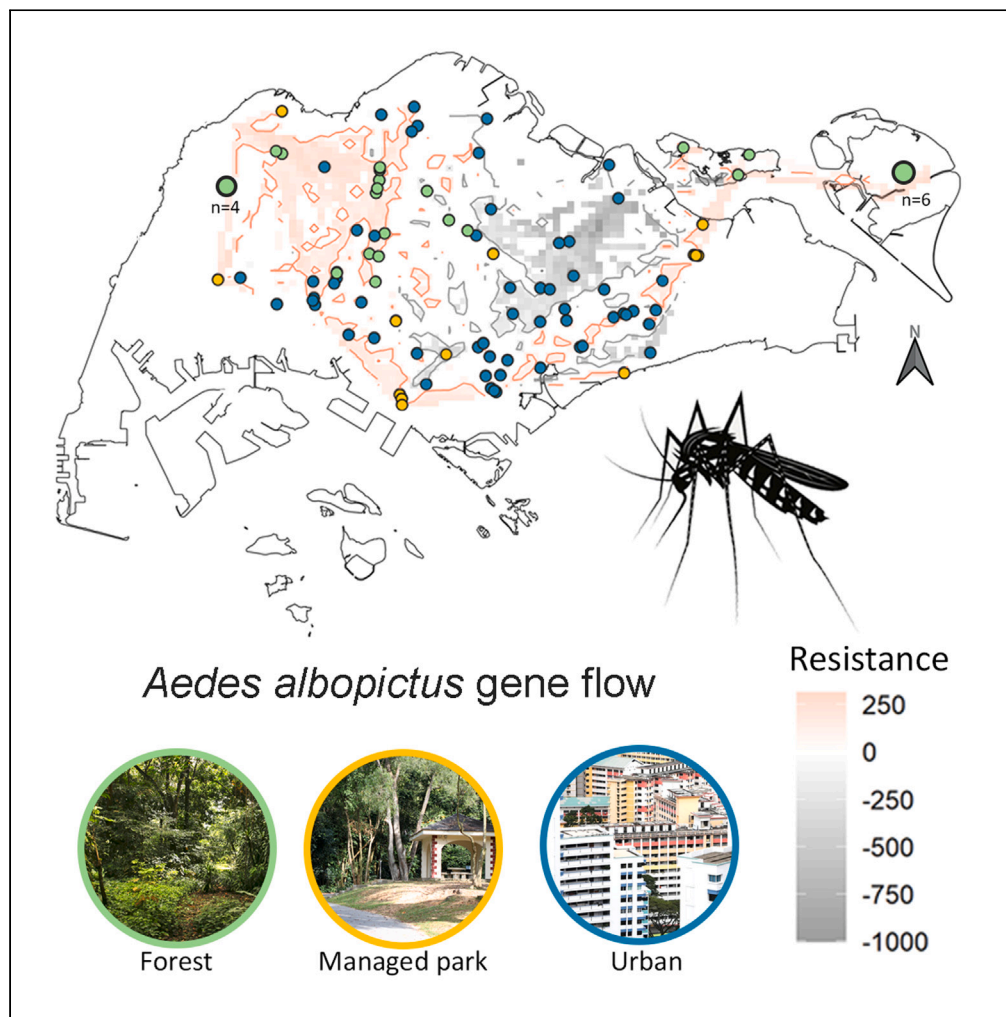 n=4
n=6
N
Aedes albopictus gene flow
Resistance
250
0
-250
-500
-750
-1000
Forest
Managed park
Urban